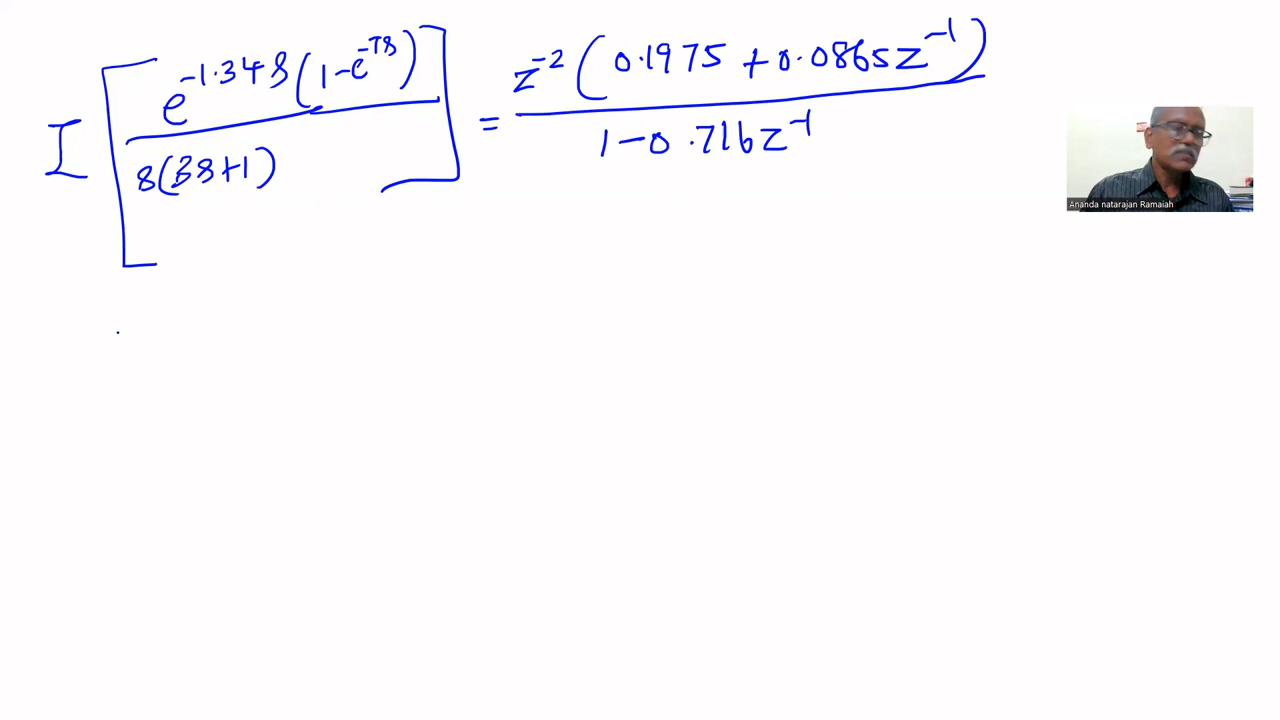 I [ e^{-1.34s} (1-e^{-Ts}) / s(3s+1) ] = z^{-2} (0.1975 + 0.0865z^{-1}) / 1-0.716z^{-1}
Ananda natarajan Ramaiah